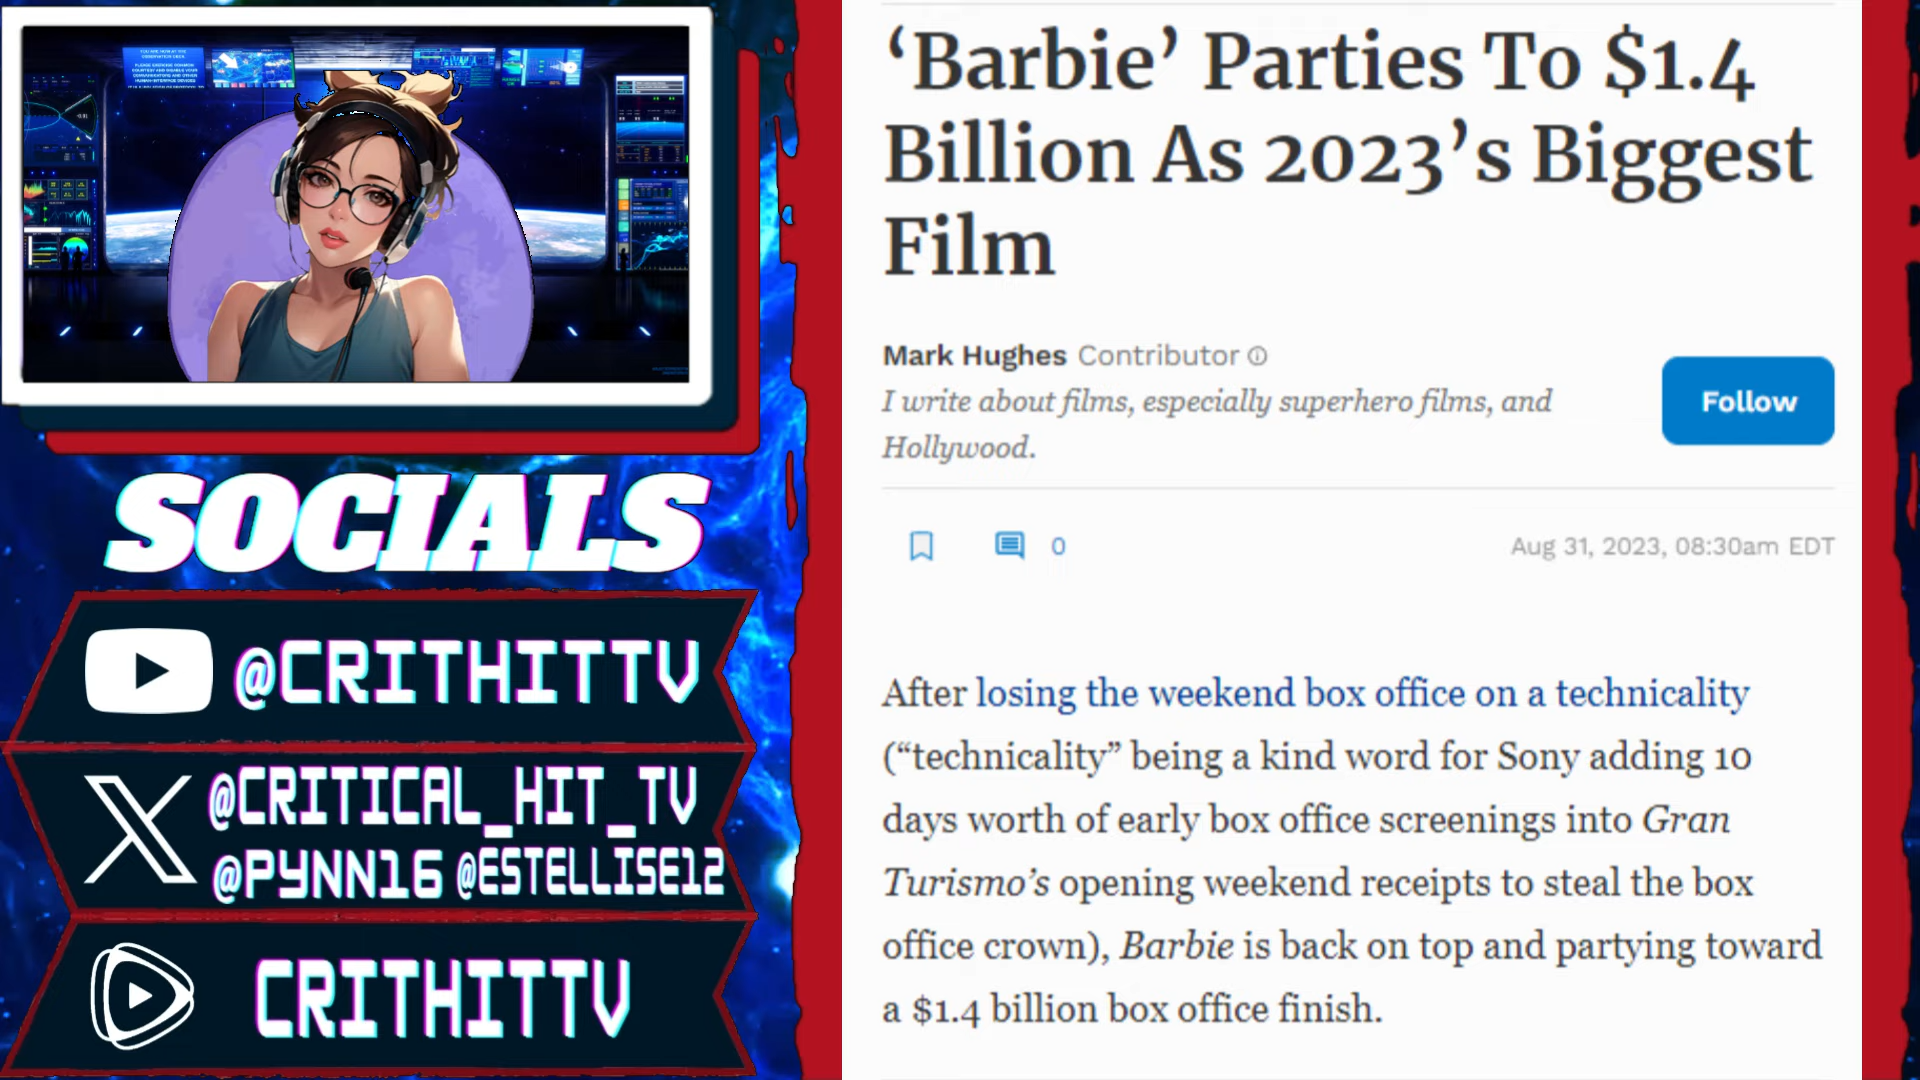 SOCIALS
@CRITHITTV
@CRITICAL_HIT_TV
@PYNN16 @ESTELLISE12
CRITHITTV
‘Barbie’ Parties To $1.4
Billion As 2023’s Biggest
Film
Mark Hughes Contributor
I write about films, especially superhero films, and
Hollywood.
Follow
0
Aug 31, 2023, 08:30am EDT
After losing the weekend box office on a technicality
(“technicality” being a kind word for Sony adding 10
days worth of early box office screenings into Gran
Turismo’s opening weekend receipts to steal the box
office crown), Barbie is back on top and partying toward
a $1.4 billion box office finish.